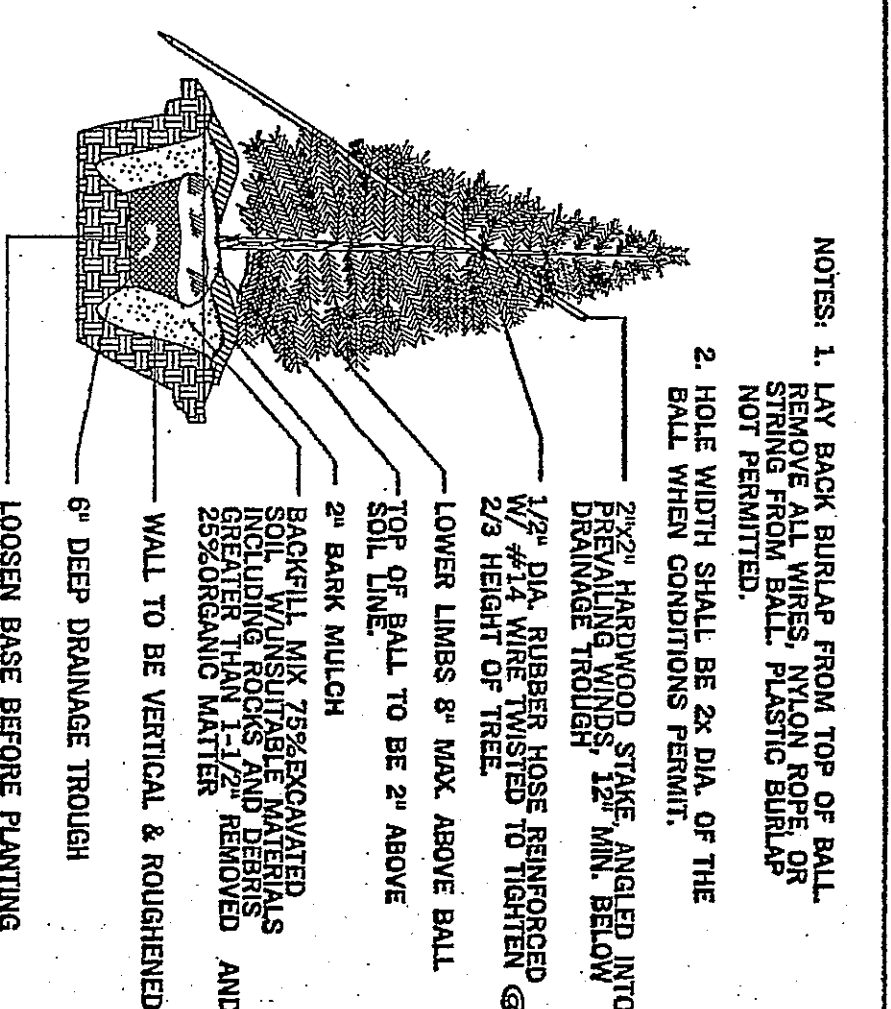 NOTES: 1. LAY BACK BURLAP FROM TOP OF BALL.
REMOVE ALL WIRES, NYLON ROPE, OR
STRING FROM BALL. PLASTIC BURLAP
NOT PERMITTED.
2. HOLE WIDTH SHALL BE 2x DIA. OF THE
BALL WHEN CONDITIONS PERMIT.
2"x2" HARDWOOD STAKE, ANGLED INTO
PREVAILING WINDS, 12" MIN. BELOW
DRAINAGE TROUGH
1/2" DIA. RUBBER HOSE REINFORCED
W/ #14 WIRE TWISTED TO TIGHTEN @
2/3 HEIGHT OF TREE.
LOWER LIMBS 8" MAX. ABOVE BALL
TOP OF BALL TO BE 2" ABOVE
SOIL LINE.
2" BARK MULCH
BACKFILL MIX 75%EXCAVATED
SOIL W/UNSUITABLE MATERIALS
INCLUDING ROCKS AND DEBRIS
GREATER THAN 1-1/2" REMOVED AND
25%ORGANIC MATTER
WALL TO BE VERTICAL & ROUGHENED
6" DEEP DRAINAGE TROUGH
LOOSEN BASE BEFORE PLANTING